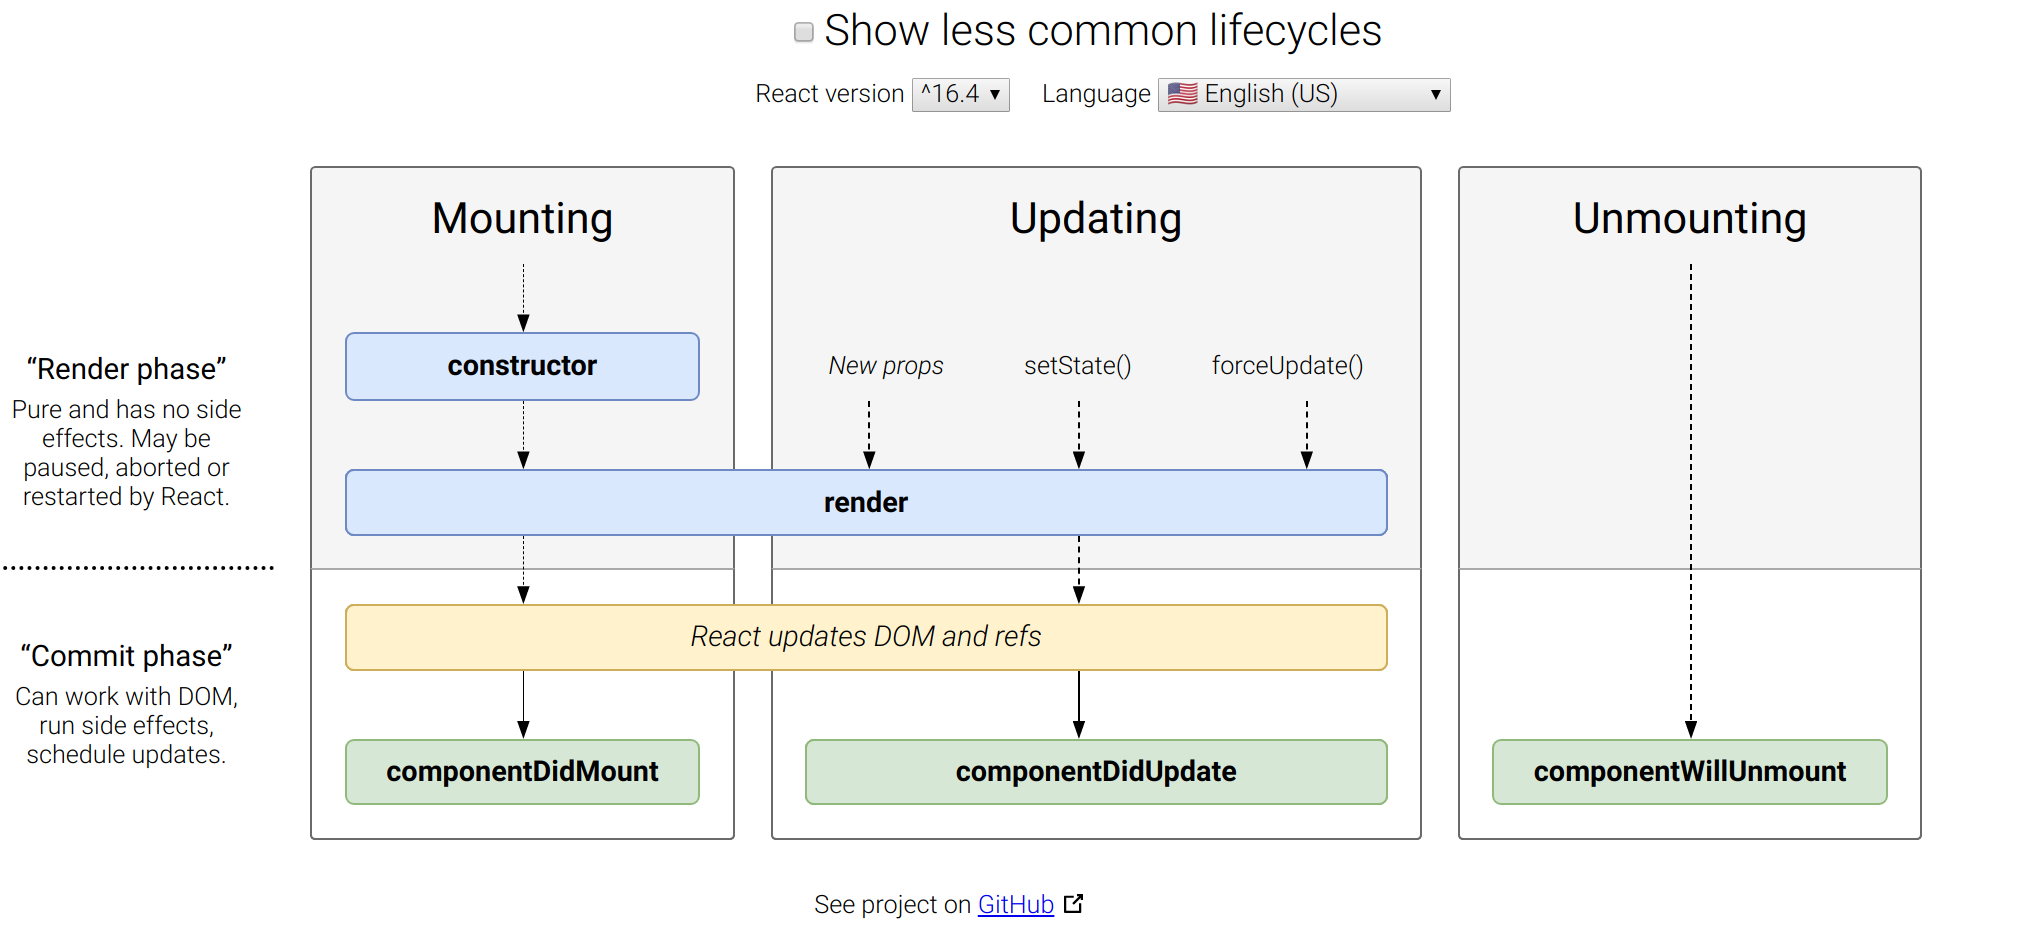 Show less common lifecycles
React version ^16.4 Language English (US)
Mounting
Updating
Unmounting
“Render phase”
Pure and has no side
effects. May be
paused, aborted or
restarted by React.
constructor
New props
setState()
forceUpdate()
render
“Commit phase”
Can work with DOM,
run side effects,
schedule updates.
React updates DOM and refs
componentDidMount
componentDidUpdate
componentWillUnmount
See project on GitHub